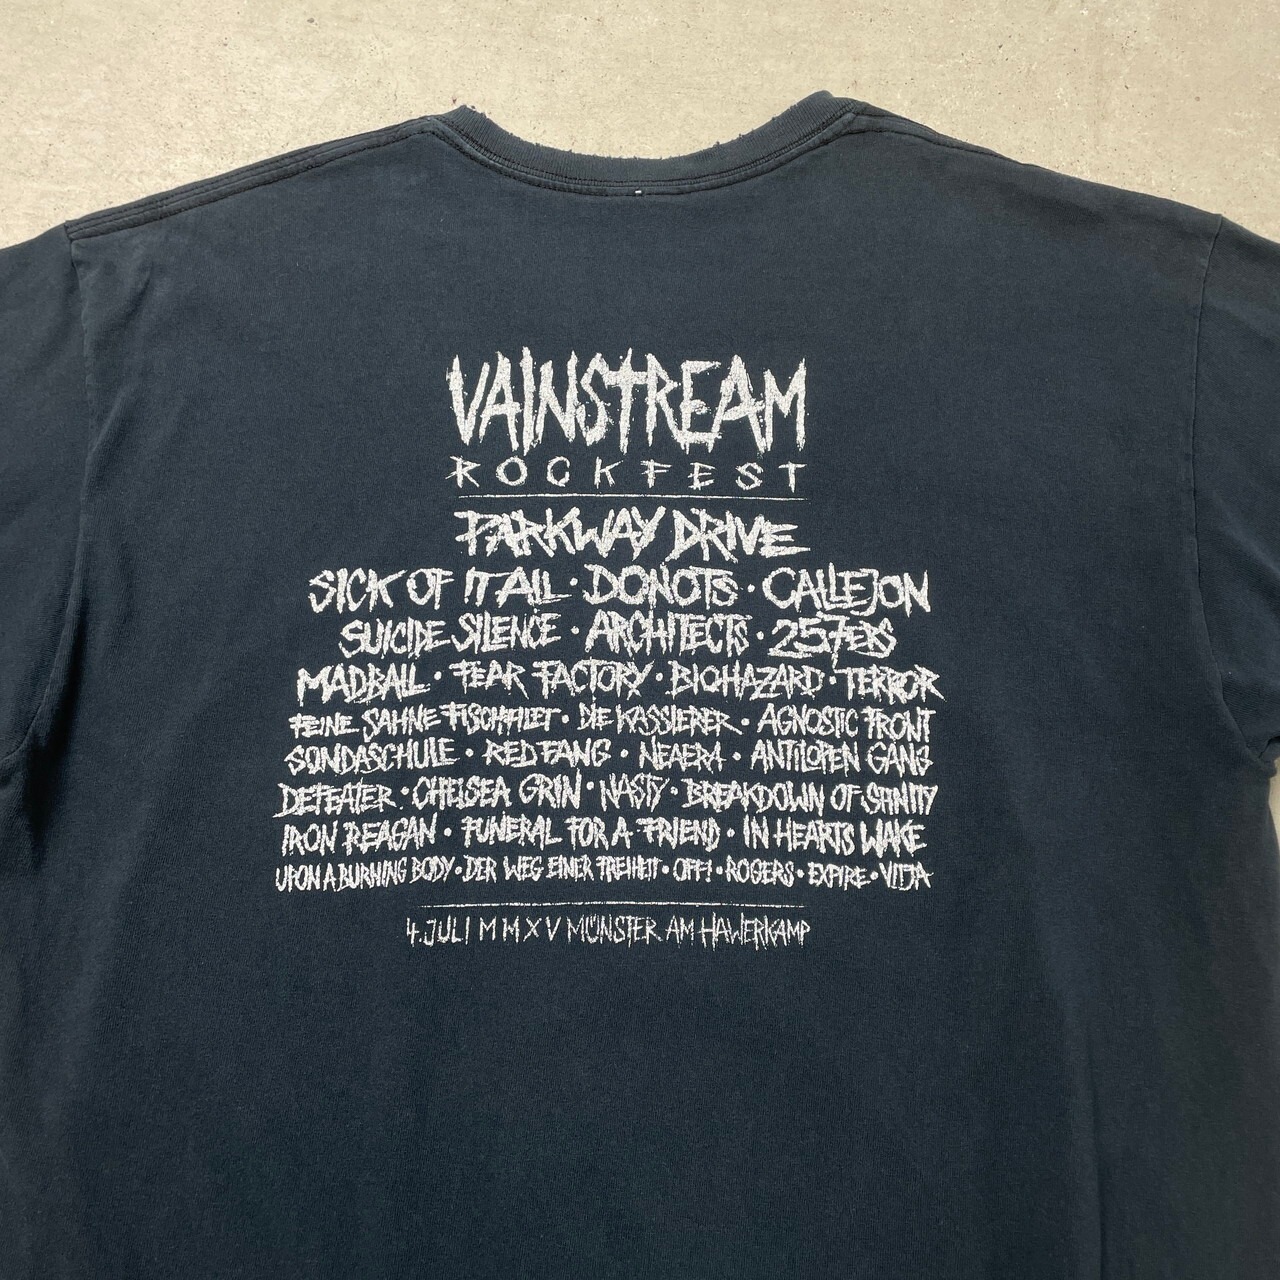 VAINSTREAM
ROCKFEST
PARKWAY DRIVE
SICK OF IT ALL · DONOTS · CALLEJON
SUICIDE SILENCE · ARCHITECTS · 257ERS
MADBALL · FEAR FACTORY · BIOHAZARD · TERROR
FEINE SAHNE FISCHFILET · DIE KASSIERER · AGNOSTIC FRONT
SONDASCHULE · RED FANG · NEAERA · ANTILOPEN GANG
DEFEATER · CHELSEA GRIN · NASTY · BREAKDOWN OF SANITY
IRON REAGAN · FUNERAL FOR A FRIEND · IN HEARTS WAKE
UPON A BURNING BODY · DER WEG EINER FREIHEIT · OFF! · ROGERS · EXPIRE · VITJA
4. JULI MMXV MÜNSTER AM HAWERKAMP